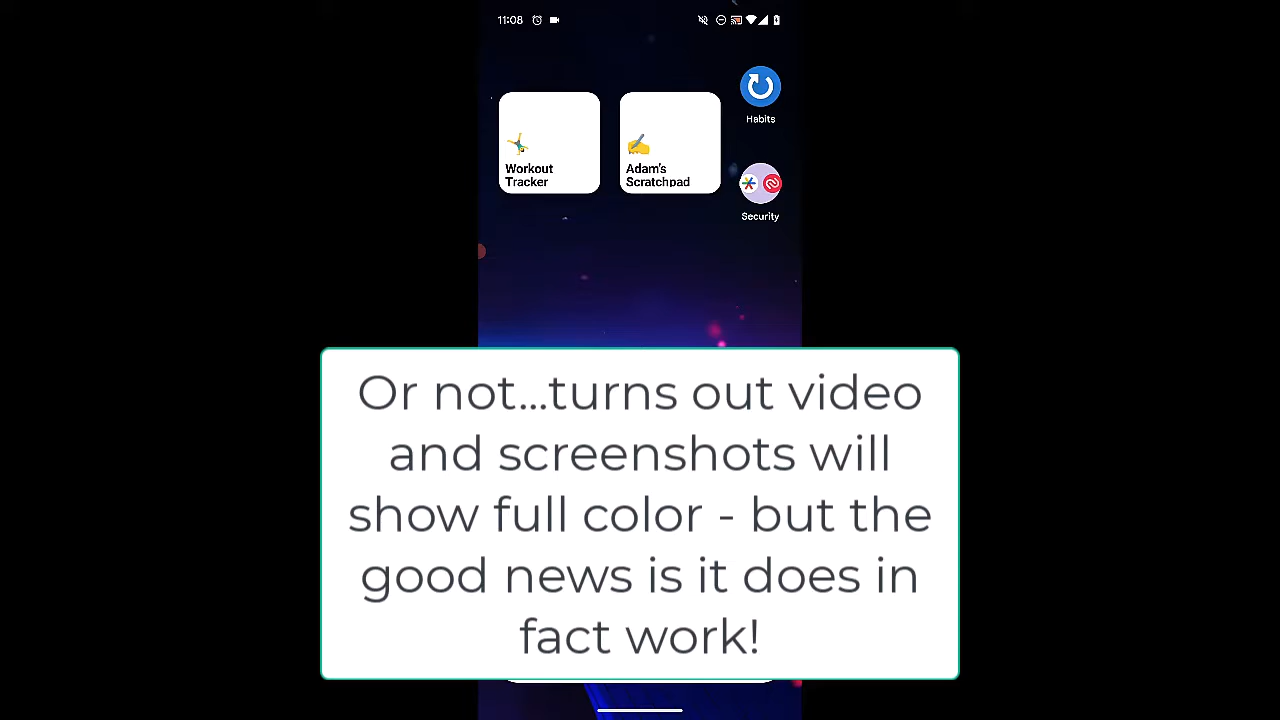 11:08
Habits
Workout
Tracker
Adam's
Scratchpad
Security
Or not...turns out video
and screenshots will
show full color - but the
good news is it does in
fact work!